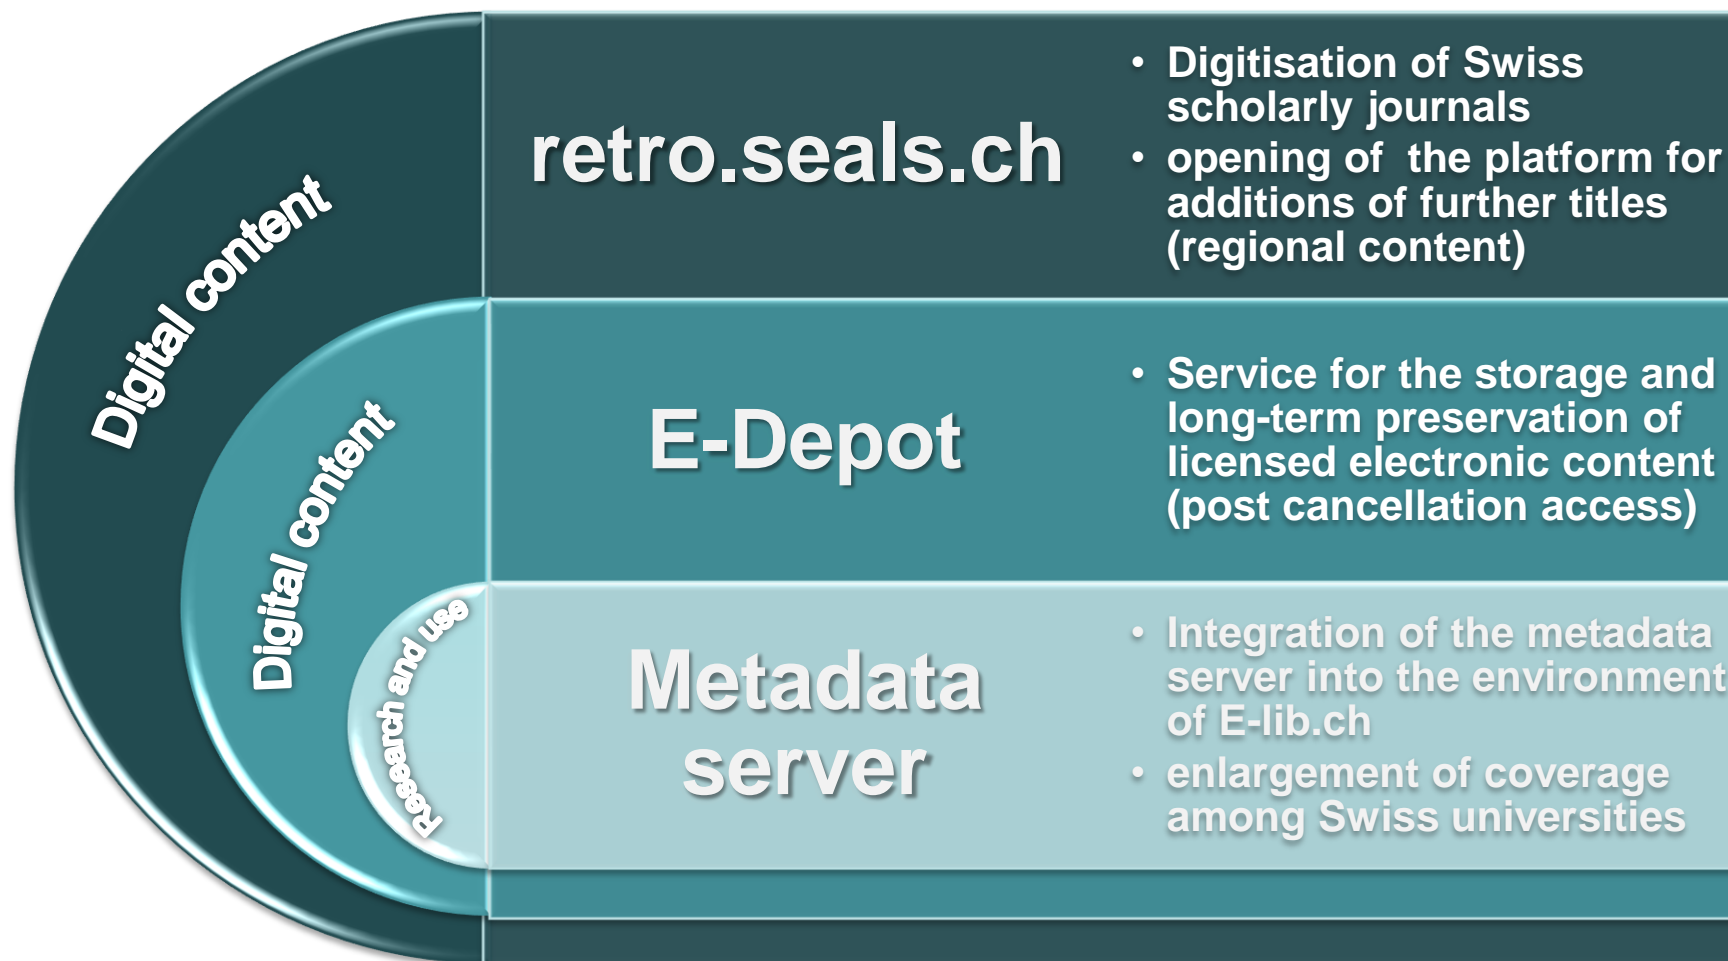 Digital content
retro.seals.ch
• Digitisation of Swiss
scholarly journals
• opening of  the platform for
additions of further titles
(regional content)
Digital content
E-Depot
• Service for the storage and
long-term preservation of
licensed electronic content
(post cancellation access)
Research and use
Metadata
server
• Integration of the metadata
server into the environment
of E-lib.ch
• enlargement of coverage
among Swiss universities